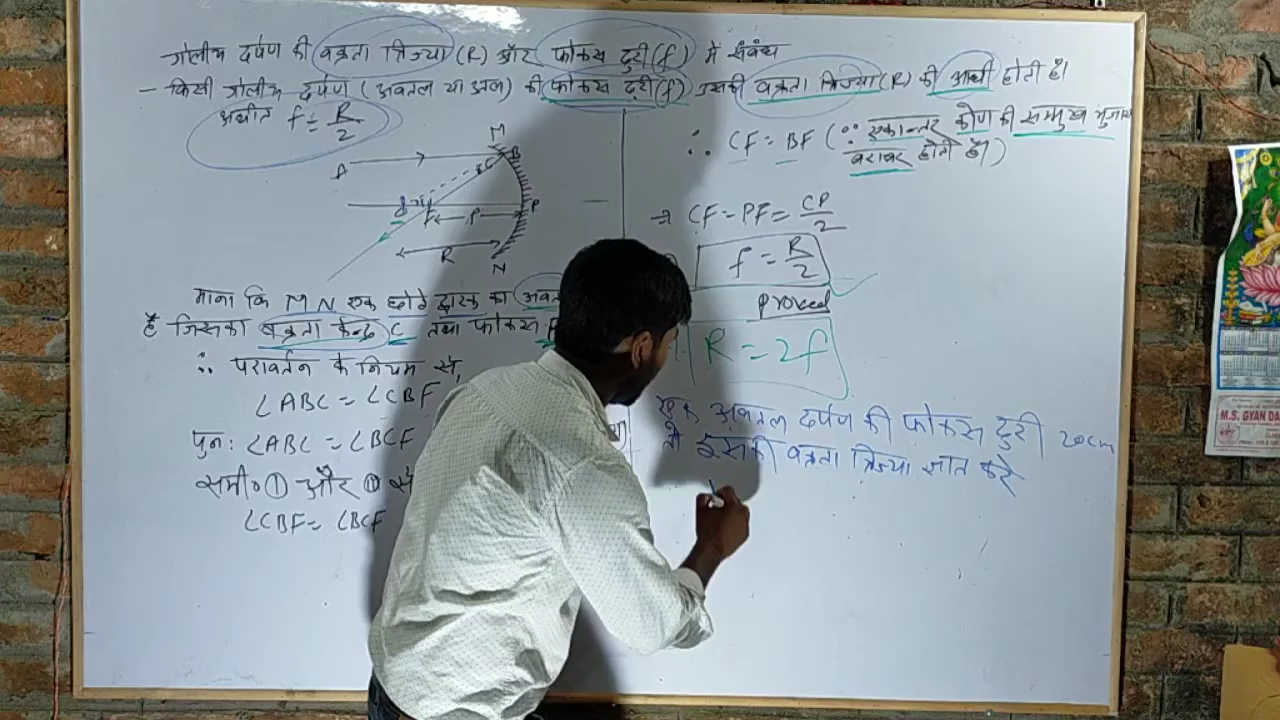 गोलीय दर्पण की वक्रता त्रिज्या (R) और फोकस दुरी (f) में संबंध
- किसी गोलीय दर्पण (अवतल या उत्तल) की फोकस दुरी (f) उसकी वक्रता त्रिज्या (R) की आधी होती है।
अर्थात f = R/2
M
A
B
C
F
P
f
R
N
माना कि MN एक छोटे द्वारक का
है जिसका वक्रता केन्द्र C तथा फोकस
∴ परावर्तन के नियम से,
∠ABC = ∠CBF
पुन: ∠ABC = ∠BCF
समी० ① और ⑪ से
∠CBF = ∠BCF
∴ CF = BF (∵ एकान्तर कोण की सम्मुख भुजाएँ
बराबर होती है।)
⇒ CF = PF = CP/2
f = R/2
proved
R = 2f
एक अवतल दर्पण की फोकस दुरी 20cm
तो इसकी वक्रता त्रिज्या ज्ञात करे
M.S. GYAN DA